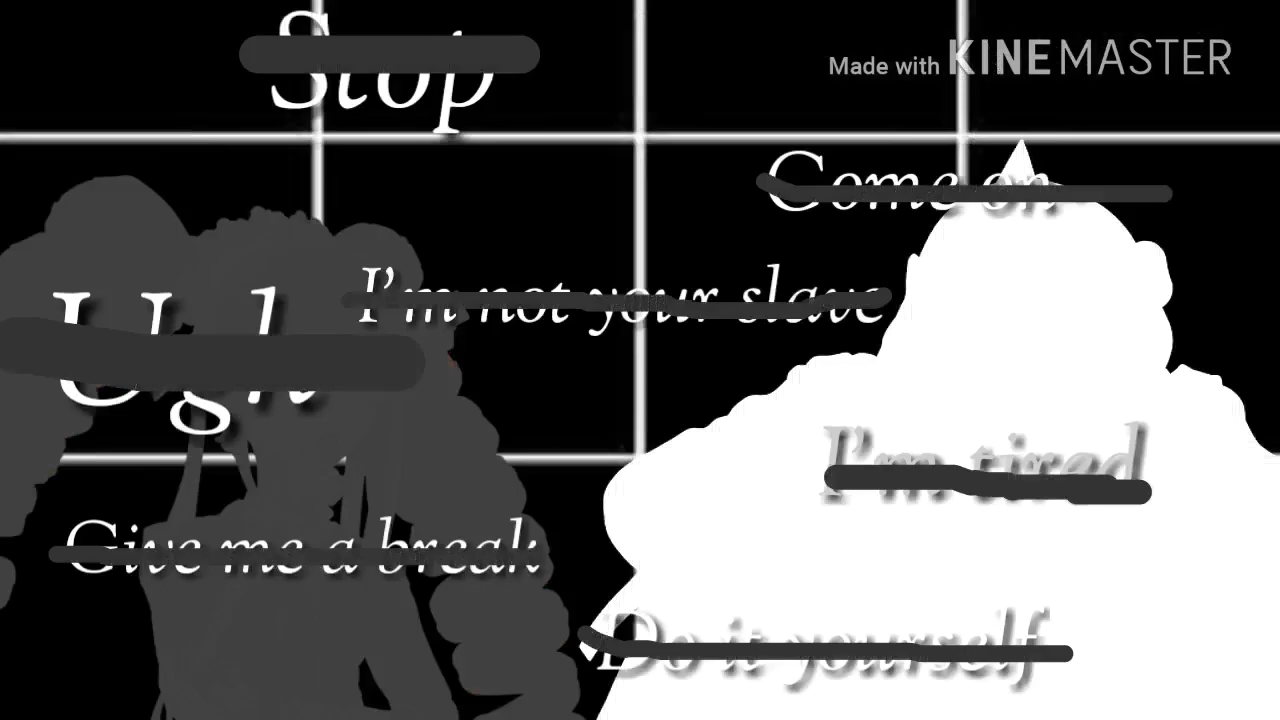 Stop
Made with KINEMASTER
Come on
I'm not your slave
Ugh
I'm tired
Give me a break
Do it yourself